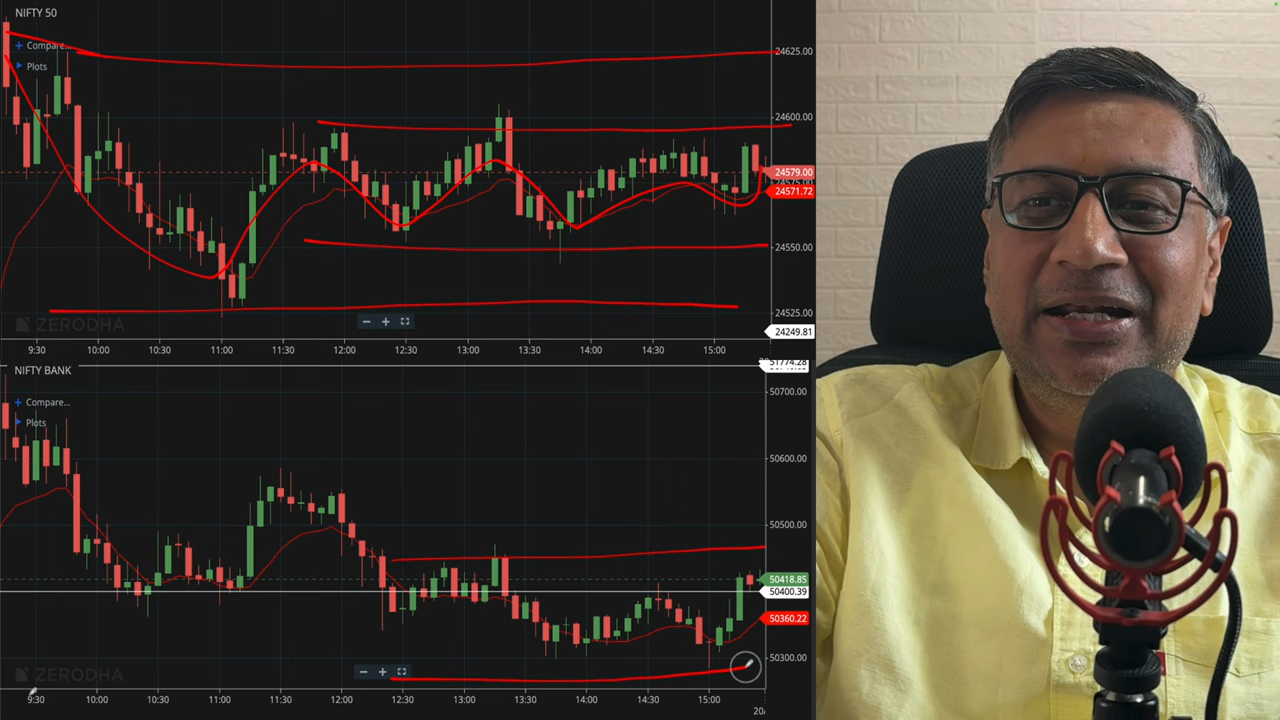 NIFTY 50
Compare...
Plots
24625.00
24600.00
24579.00
24575.00
24571.72
24550.00
24525.00
24249.81
ZERODHA
9:30 10:00 10:30 11:00 11:30 12:00 12:30 13:00 13:30 14:00 14:30 15:00
51774.28
NIFTY BANK
Compare...
Plots
50700.00
50600.00
50500.00
50418.85
50400.39
50360.22
50300.00
ZERODHA
9:30 10:00 10:30 11:00 11:30 12:00 12:30 13:00 13:30 14:00 14:30 15:00